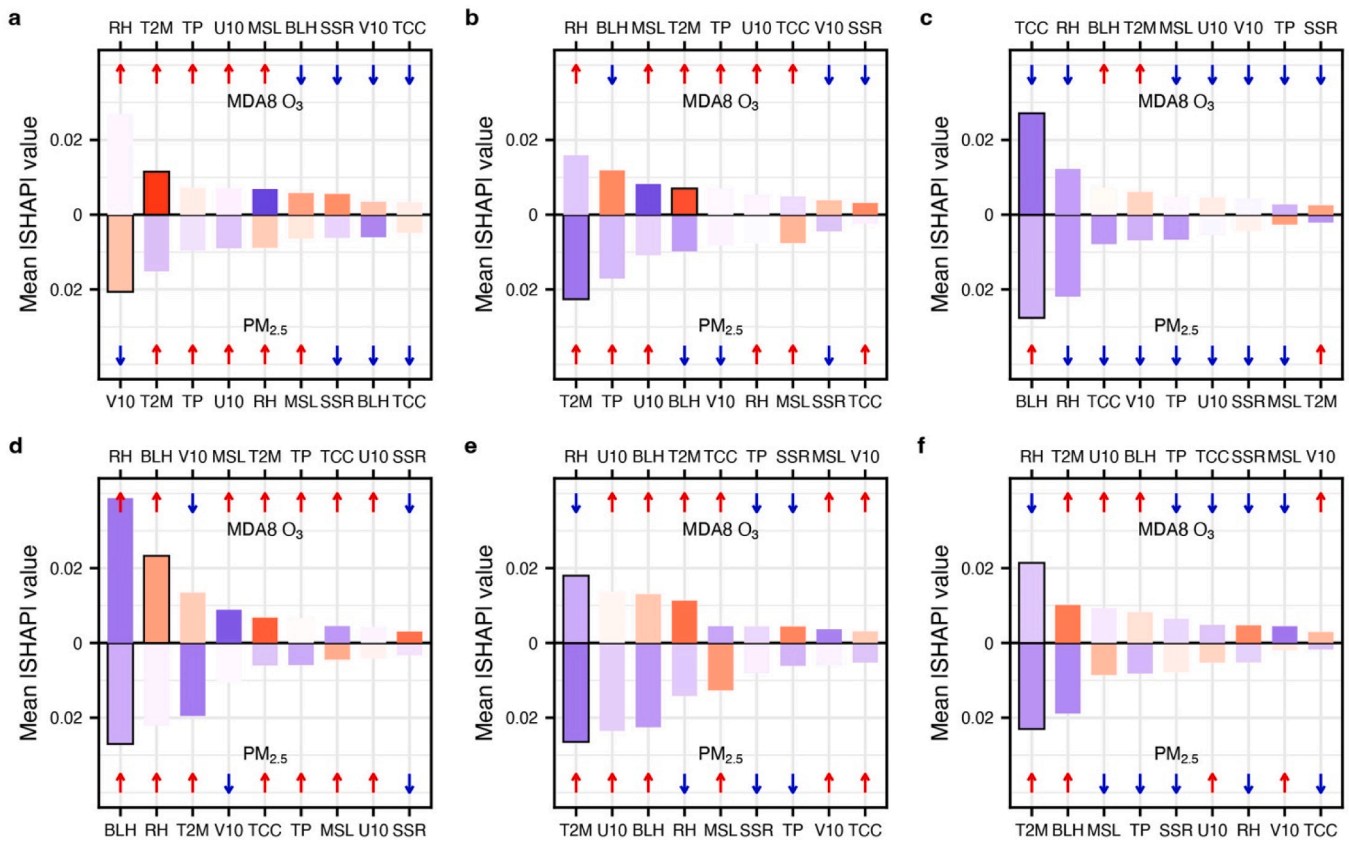 a
RH T2M TP U10 MSL BLH SSR V10 TCC
MDA8 O₃
Mean ISHAPI value
0.02
0
0.02
PM₂.₅
V10 T2M TP U10 RH MSL SSR BLH TCC
b
RH BLH MSL T2M TP U10 TCC V10 SSR
MDA8 O₃
Mean ISHAPI value
0.02
0
0.02
PM₂.₅
T2M TP U10 BLH V10 RH MSL SSR TCC
c
TCC RH BLH T2M MSL U10 V10 TP SSR
MDA8 O₃
Mean ISHAPI value
0.02
0
0.02
PM₂.₅
BLH RH TCC V10 TP U10 SSR MSL T2M
d
RH BLH V10 MSL T2M TP TCC U10 SSR
MDA8 O₃
Mean ISHAPI value
0.02
0
0.02
PM₂.₅
BLH RH T2M V10 TCC TP MSL U10 SSR
e
RH U10 BLH T2M TCC TP SSR MSL V10
MDA8 O₃
Mean ISHAPI value
0.02
0
0.02
PM₂.₅
T2M U10 BLH RH MSL SSR TP V10 TCC
f
RH T2M U10 BLH TP TCC SSR MSL V10
MDA8 O₃
Mean ISHAPI value
0.02
0
0.02
PM₂.₅
T2M BLH MSL TP SSR U10 RH V10 TCC